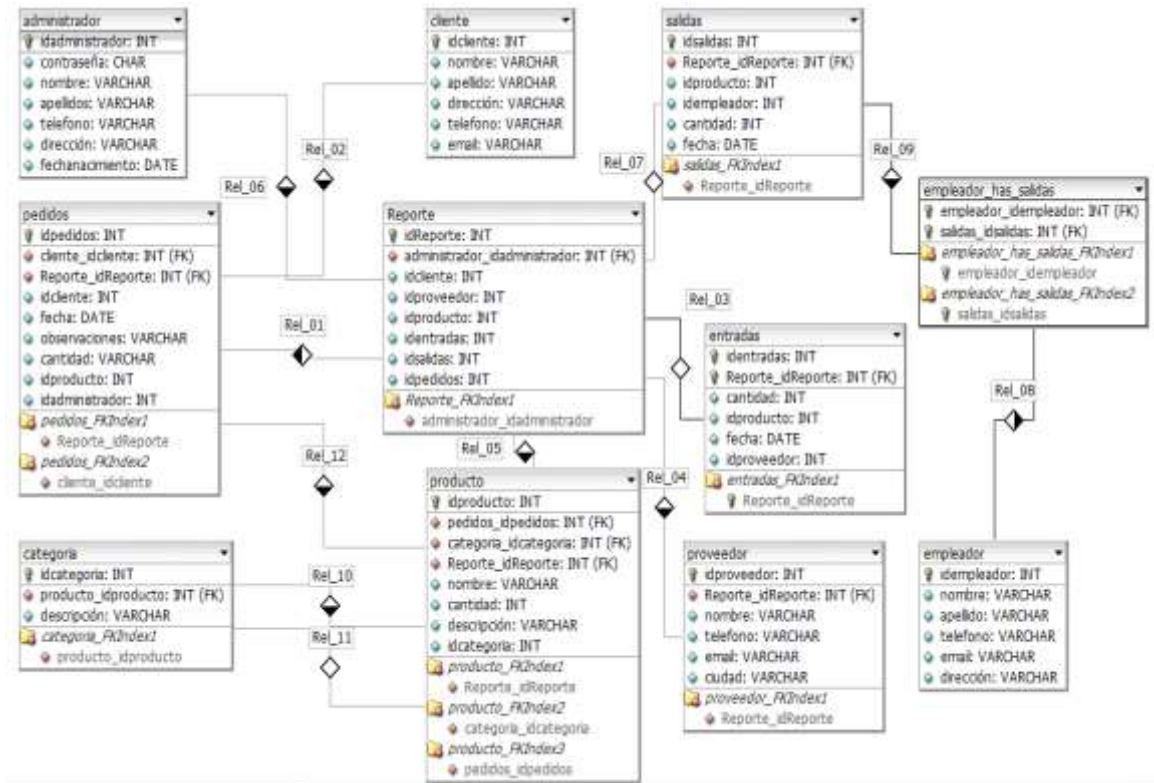 administrador
idadministrador: INT
contraseña: CHAR
nombre: VARCHAR
apellidos: VARCHAR
telefono: VARCHAR
dirección: VARCHAR
fechanacimiento: DATE
cliente
idcliente: INT
nombre: VARCHAR
apellido: VARCHAR
dirección: VARCHAR
telefono: VARCHAR
email: VARCHAR
salidas
idsalidas: INT
Reporte_idReporte: INT (FK)
idproducto: INT
idempleador: INT
cantidad: INT
fecha: DATE
salidas_FKIndex1
Reporte_idReporte
Rel_02
Rel_06
Rel_07
Rel_09
pedidos
idpedidos: INT
cliente_idcliente: INT (FK)
Reporte_idReporte: INT (FK)
idcliente: INT
fecha: DATE
observaciones: VARCHAR
cantidad: VARCHAR
idproducto: INT
idadministrador: INT
pedidos_FKIndex1
Reporte_idReporte
pedidos_FKIndex2
cliente_idcliente
Rel_01
Reporte
idReporte: INT
administrador_idadministrador: INT (FK)
idcliente: INT
idproveedor: INT
idproducto: INT
identradas: INT
idsalidas: INT
idpedidos: INT
Reporte_FKIndex1
administrador_idadministrador
empleador_has_salidas
empleador_idempleador: INT (FK)
salidas_idsalidas: INT (FK)
empleador_has_salidas_FKIndex1
empleador_idempleador
empleador_has_salidas_FKIndex2
salidas_idsalidas
Rel_03
entradas
identradas: INT
Reporte_idReporte: INT (FK)
cantidad: INT
idproducto: INT
fecha: DATE
idproveedor: INT
entradas_FKIndex1
Reporte_idReporte
Rel_08
Rel_12
Rel_05
Rel_04
producto
idproducto: INT
pedidos_idpedidos: INT (FK)
categoria_idcategoria: INT (FK)
Reporte_idReporte: INT (FK)
nombre: VARCHAR
cantidad: INT
descripción: VARCHAR
idcategoria: INT
producto_FKIndex1
Reporte_idReporte
producto_FKIndex2
categoria_idcategoria
producto_FKIndex3
pedidos_idpedidos
categoria
idcategoria: INT
producto_idproducto: INT (FK)
descripción: VARCHAR
categoria_FKIndex1
producto_idproducto
Rel_10
Rel_11
proveedor
idproveedor: INT
Reporte_idReporte: INT (FK)
nombre: VARCHAR
telefono: VARCHAR
email: VARCHAR
ciudad: VARCHAR
proveedor_FKIndex1
Reporte_idReporte
empleador
idempleador: INT
nombre: VARCHAR
apellido: VARCHAR
telefono: VARCHAR
email: VARCHAR
dirección: VARCHAR